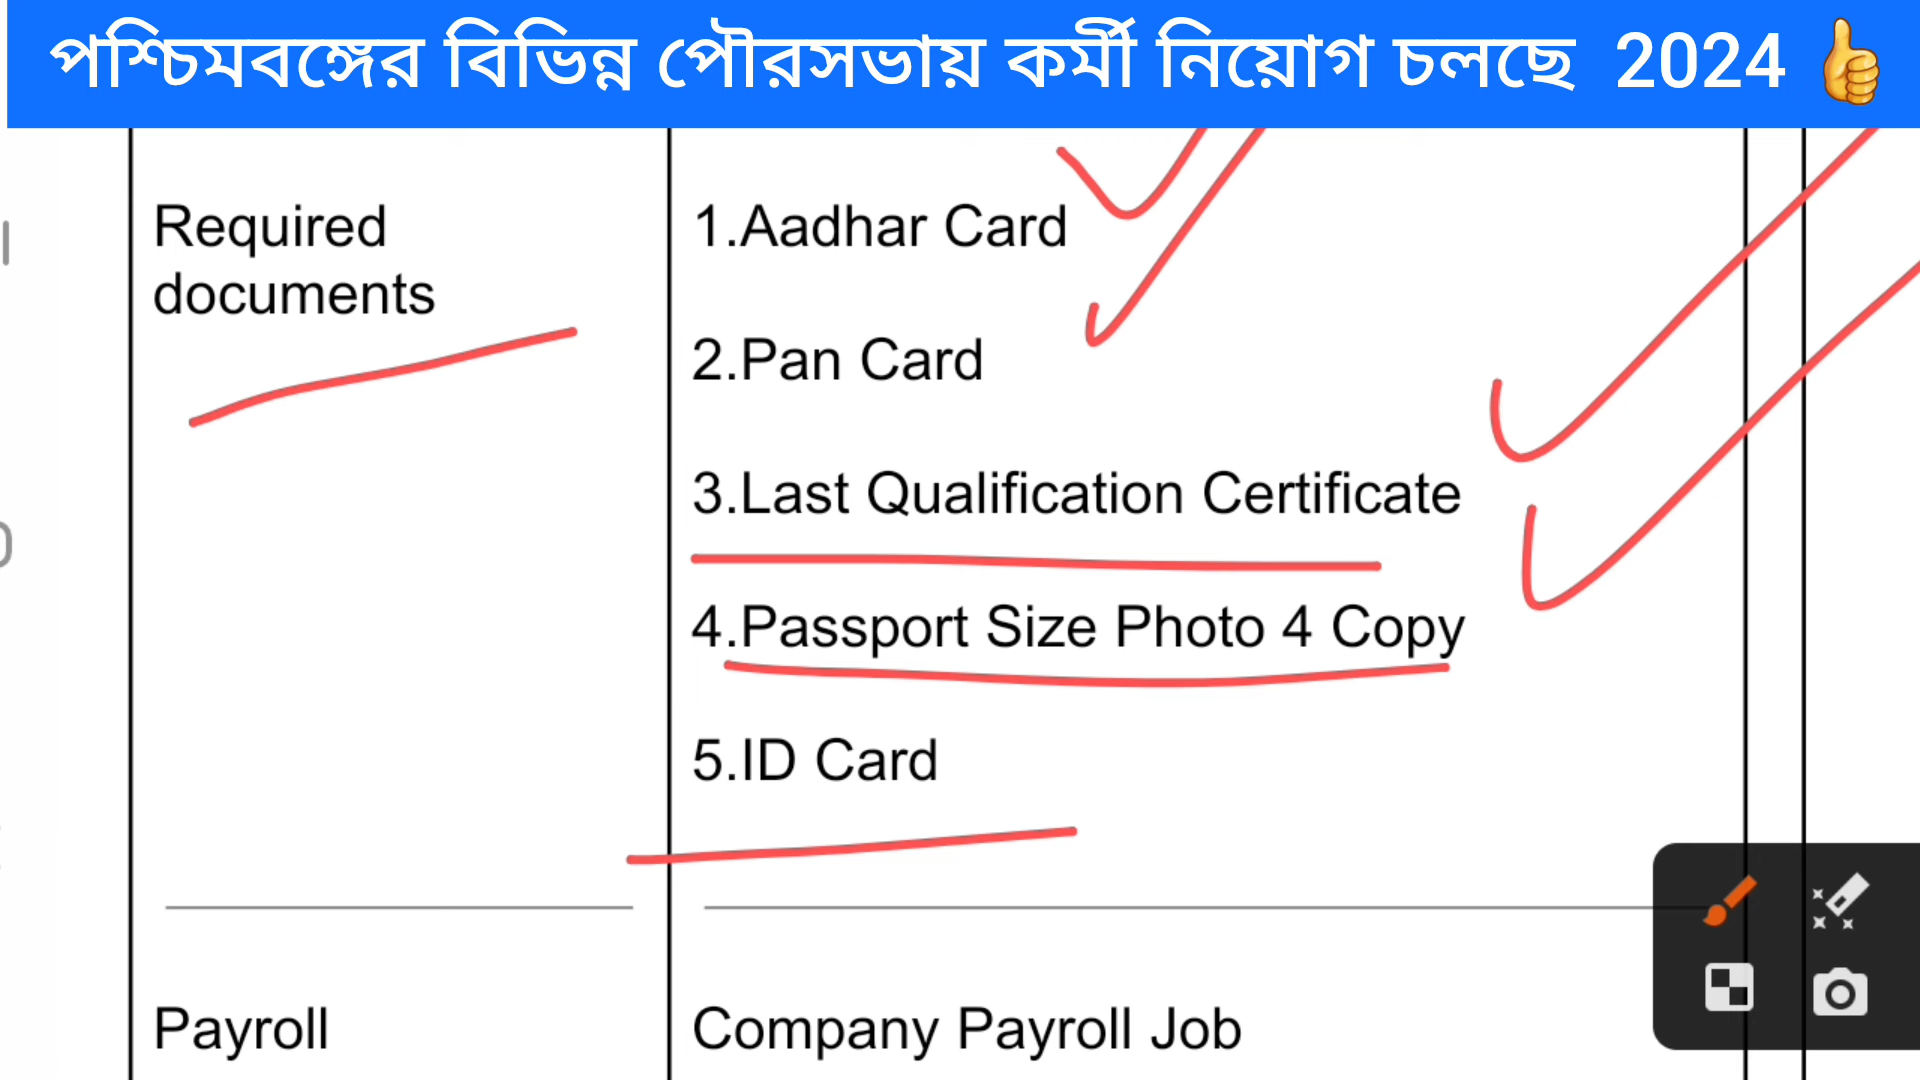 পশ্চিমবঙ্গের বিভিন্ন পৌরসভায় কর্মী নিয়োগ চলছে 2024 👍
Required
documents
1.Aadhar Card
2.Pan Card
3.Last Qualification Certificate
4.Passport Size Photo 4 Copy
5.ID Card
Payroll
Company Payroll Job